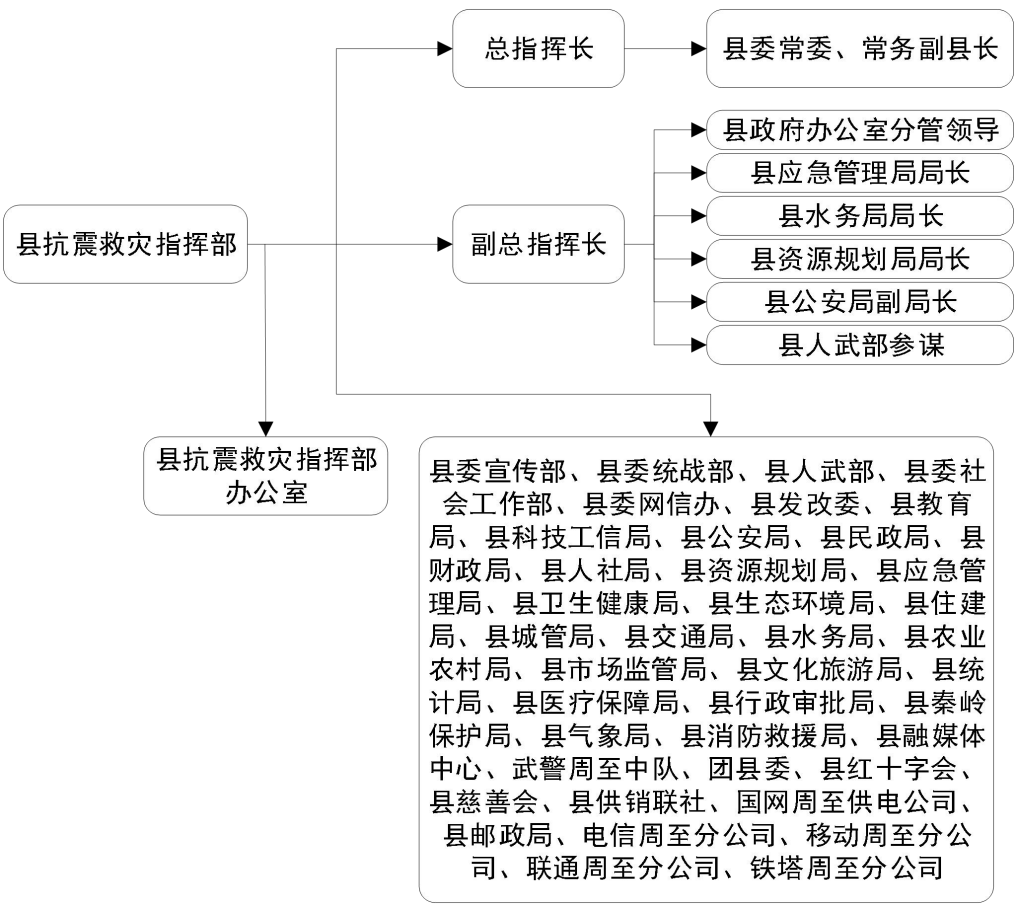 总指挥长
县委常委、常务副县长
县政府办公室分管领导
县应急管理局局长
县水务局局长
县抗震救灾指挥部
副总指挥长
县资源规划局局长
县公安局副局长
县人武部参谋
县抗震救灾指挥部
办公室
县委宣传部、县委统战部、县人武部、县委社
会工作部、县委网信办、县发改委、县教育
局、县科技工信局、县公安局、县民政局、县
财政局、县人社局、县资源规划局、县应急管
理局、县卫生健康局、县生态环境局、县住建
局、县城管局、县交通局、县水务局、县农业
农村局、县市场监管局、县文化旅游局、县统
计局、县医疗保障局、县行政审批局、县秦岭
保护局、县气象局、县消防救援局、县融媒体
中心、武警周至中队、团县委、县红十字会、
县慈善会、县供销联社、国网周至供电公司、
县邮政局、电信周至分公司、移动周至分公
司、联通周至分公司、铁塔周至分公司